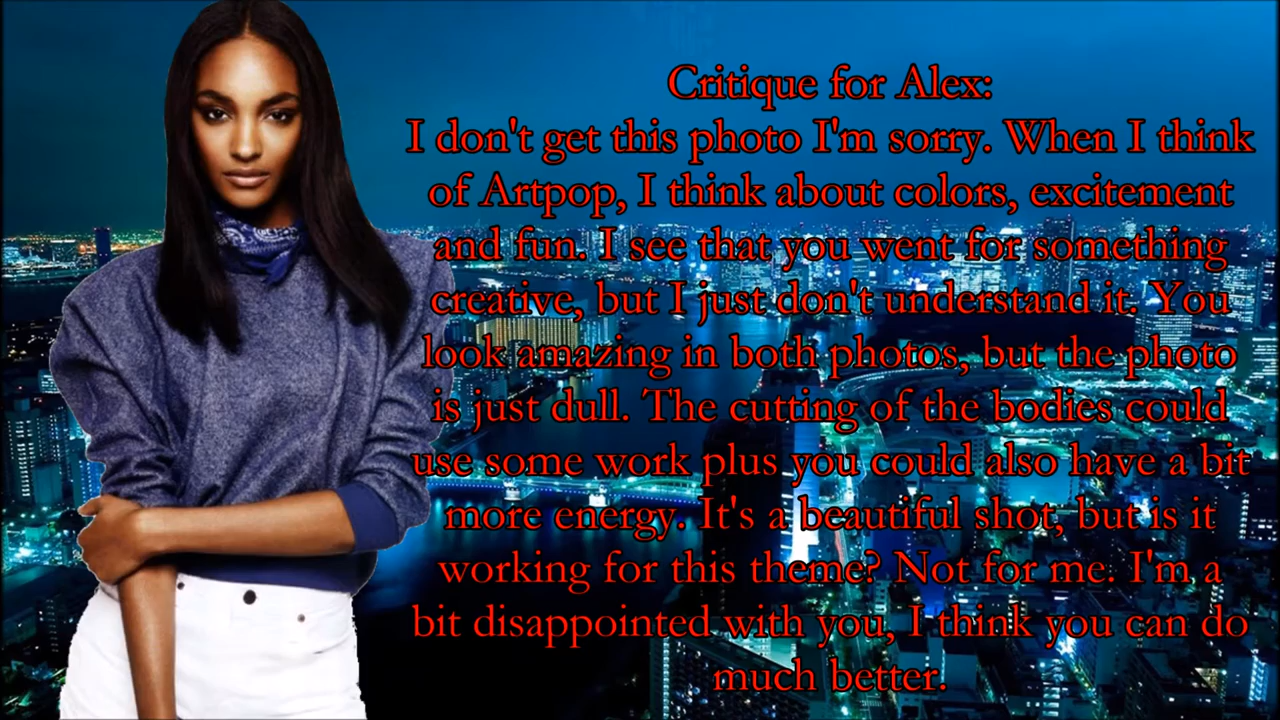 Critique for Alex:
I don't get this photo I'm sorry. When I think
of Artpop, I think about colors, excitement
and fun. I see that you went for something
creative, but I just don't understand it. You
look amazing in both photos, but the photo
is just dull. The cutting of the bodies could
use some work plus you could also have a bit
more energy. It's a beautiful shot, but is it
working for this theme? Not for me. I'm a
bit disappointed with you, I think you can do
much better.